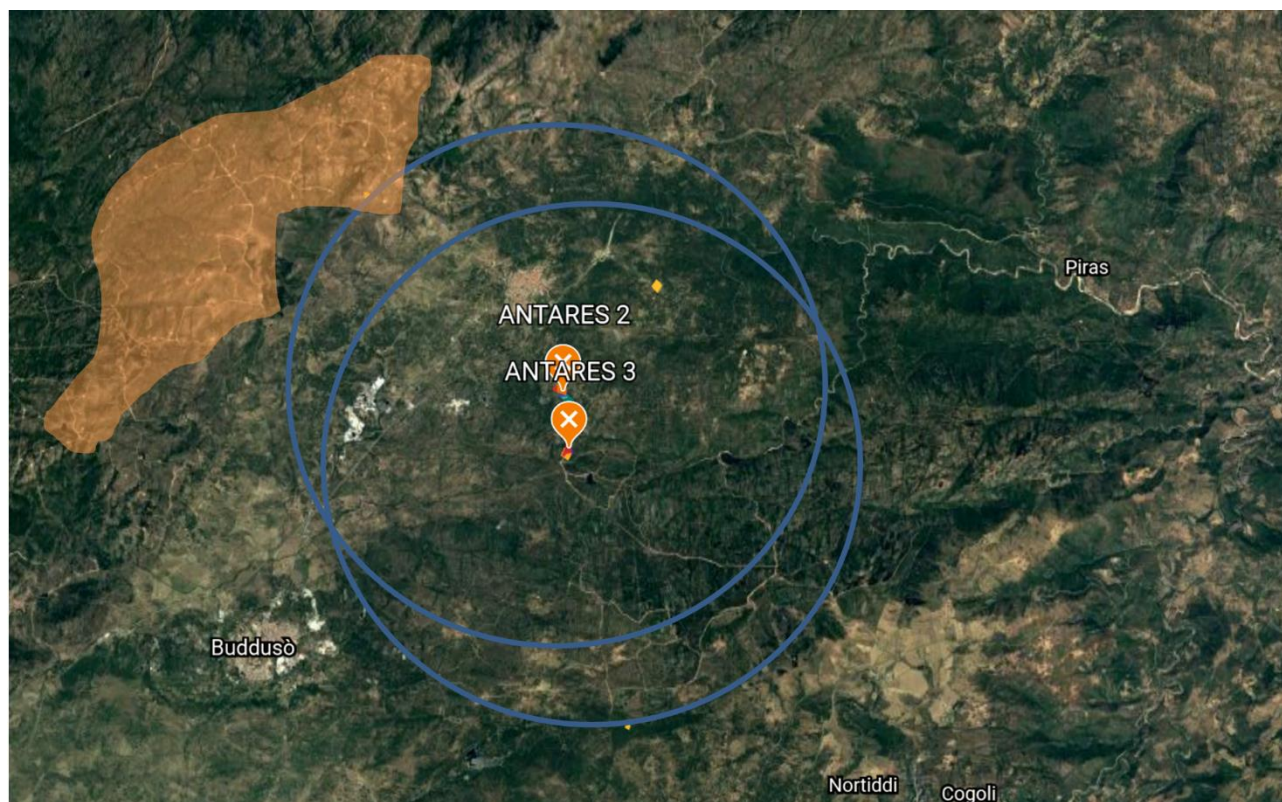 Piras
ANTARES 2
ANTARES 3
Buddusò
Nortiddi
Cogoli